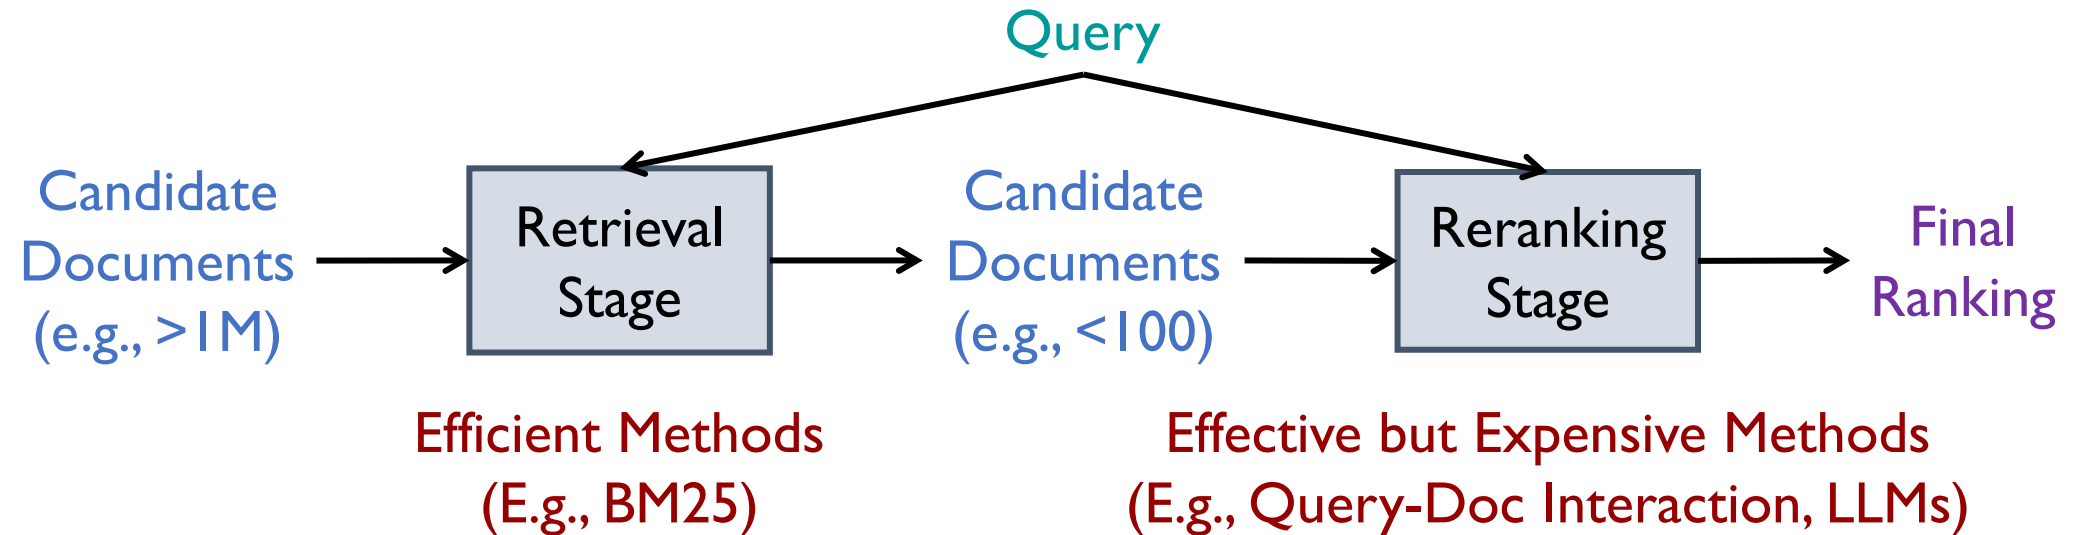 Query
Candidate
Documents
(e.g., >1M)
Retrieval
Stage
Candidate
Documents
(e.g., <100)
Reranking
Stage
Final
Ranking
Efficient Methods
(E.g., BM25)
Effective but Expensive Methods
(E.g., Query-Doc Interaction, LLMs)